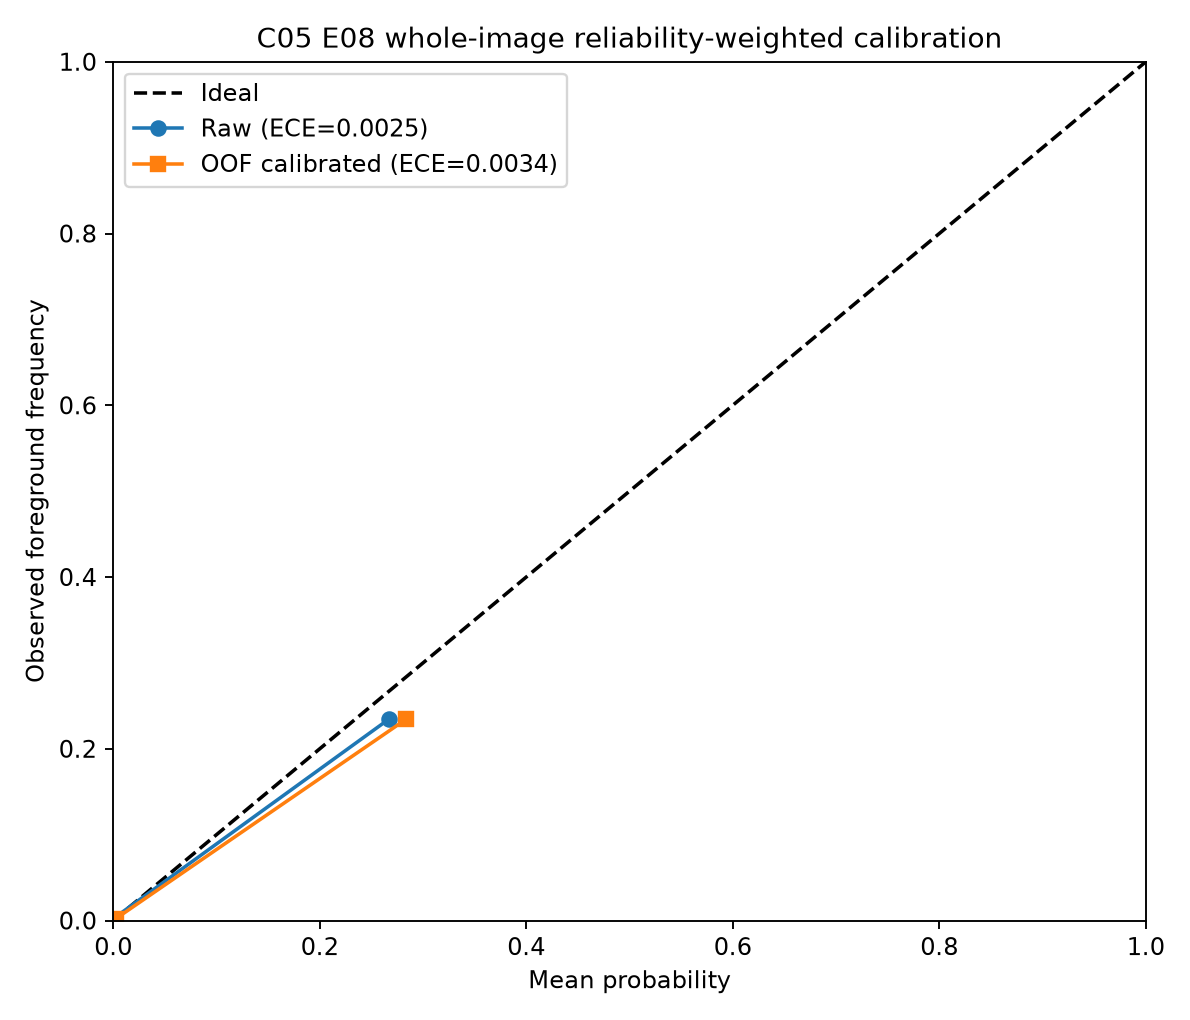 C05 E08 whole-image reliability-weighted calibration
Ideal
Raw (ECE=0.0025)
OOF calibrated (ECE=0.0034)
Observed foreground frequency
1.0
0.8
0.6
0.4
0.2
0.0
0.0 0.2 0.4 0.6 0.8 1.0
Mean probability